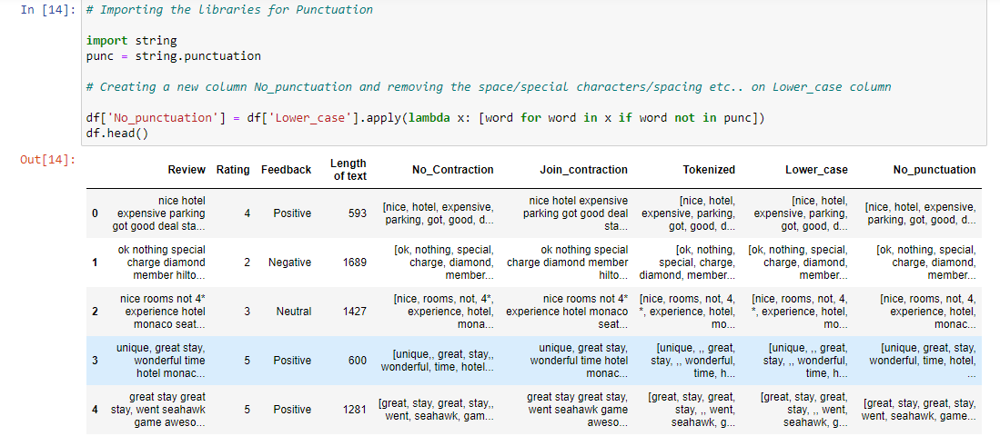 In [14]: # Importing the libraries for Punctuation
import string
punc = string.punctuation
# Creating a new column No_punctuation and removing the space/special characters/spacing etc.. on Lower_case column
df['No_punctuation'] = df['Lower_case'].apply(lambda x: [word for word in x if word not in punc])
df.head()
Out[14]:
Review Rating Feedback Length of text No_Contraction Join_contraction Tokenized Lower_case No_punctuation
0 nice hotel expensive parking got good deal sta... 4 Positive 593 [nice, hotel, expensive, parking, got, good, d... nice hotel expensive parking got good deal sta... [nice, hotel, expensive, parking, got, good, d... [nice, hotel, expensive, parking, got, good, d... [nice, hotel, expensive, parking, got, good, d...
1 ok nothing special charge diamond member hilto... 2 Negative 1689 [ok, nothing, special, charge, diamond, member... ok nothing special charge diamond member hilto... [ok, nothing, special, charge, diamond, member... [ok, nothing, special, charge, diamond, member... [ok, nothing, special, charge, diamond, member...
2 nice rooms not 4* experience hotel monaco seat... 3 Neutral 1427 [nice, rooms, not, 4*, experience, hotel, mona... nice rooms not 4* experience hotel monaco seat... [nice, rooms, not, 4, *, experience, hotel, mo... [nice, rooms, not, 4, *, experience, hotel, mo... [nice, rooms, not, 4, experience, hotel, monac...
3 unique, great stay, wonderful time hotel monac... 5 Positive 600 [unique,, great, stay,, wonderful, time, hotel... unique, great stay, wonderful time hotel monac... [unique, ,, great, stay, ,, wonderful, time, h... [unique, ,, great, stay, ,, wonderful, time, h... [unique, great, stay, wonderful, time, hotel, ...
4 great stay great stay, went seahawk game aweso... 5 Positive 1281 [great, stay, great, stay,, went, seahawk, gam... great stay great stay, went seahawk game aweso... [great, stay, great, stay, ,, went, seahawk, g... [great, stay, great, stay, ,, went, seahawk, g... [great, stay, great, stay, went, seahawk, game...